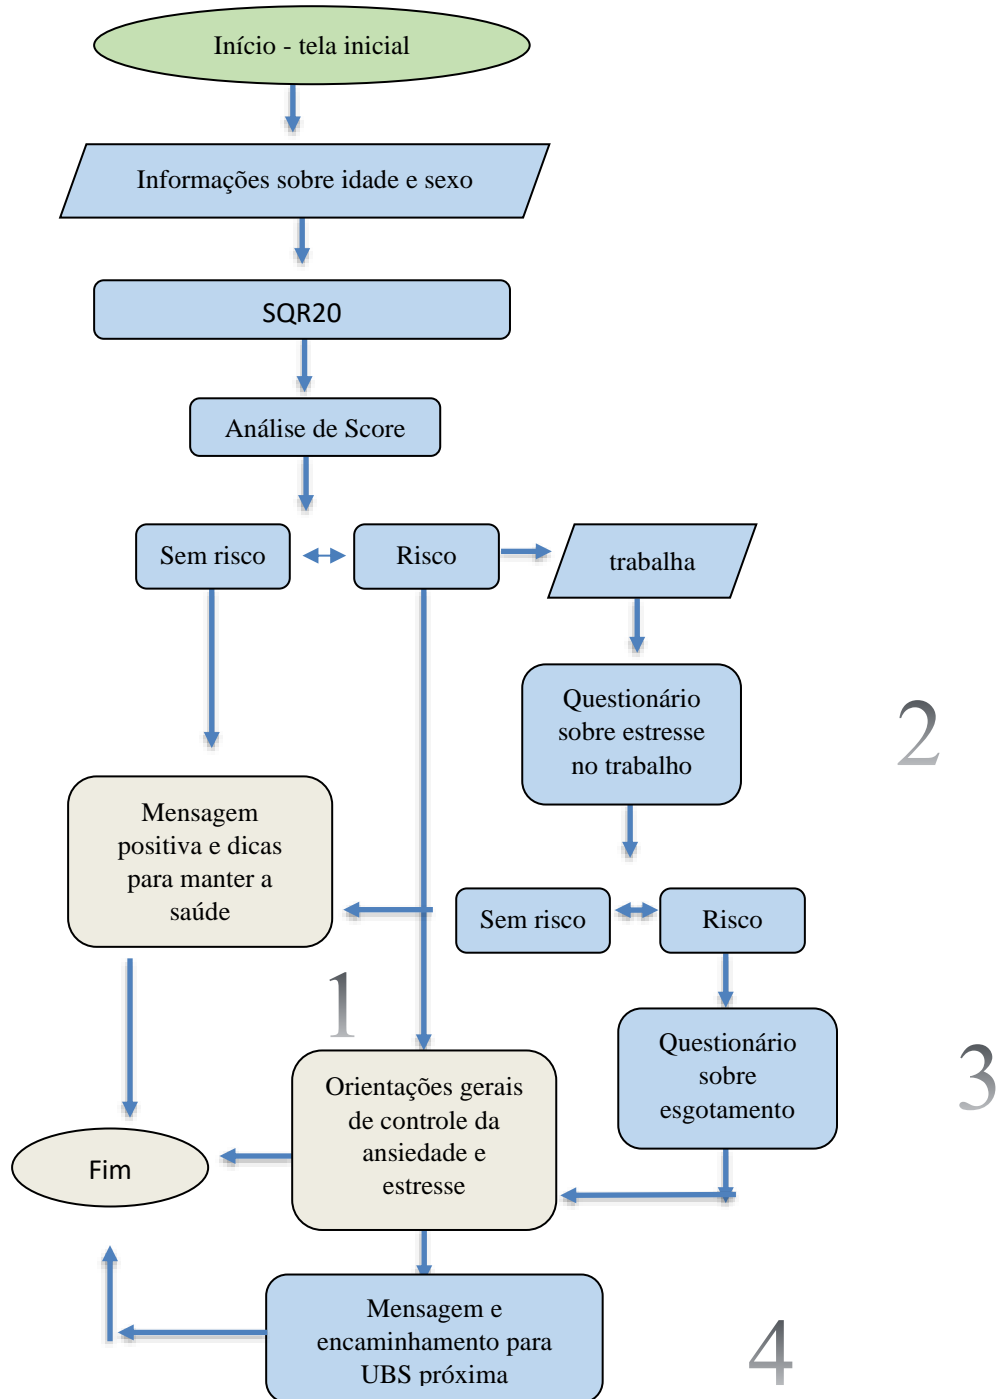 Início - tela inicial
Informações sobre idade e sexo
SQR20
Análise de Score
Sem risco
Risco
trabalha
Questionário
sobre estresse
no trabalho
2
Mensagem
positiva e dicas
para manter a
saúde
Sem risco
Risco
1
Questionário
sobre
esgotamento
3
Orientações gerais
de controle da
ansiedade e
estresse
Fim
Mensagem e
encaminhamento para
UBS próxima
4